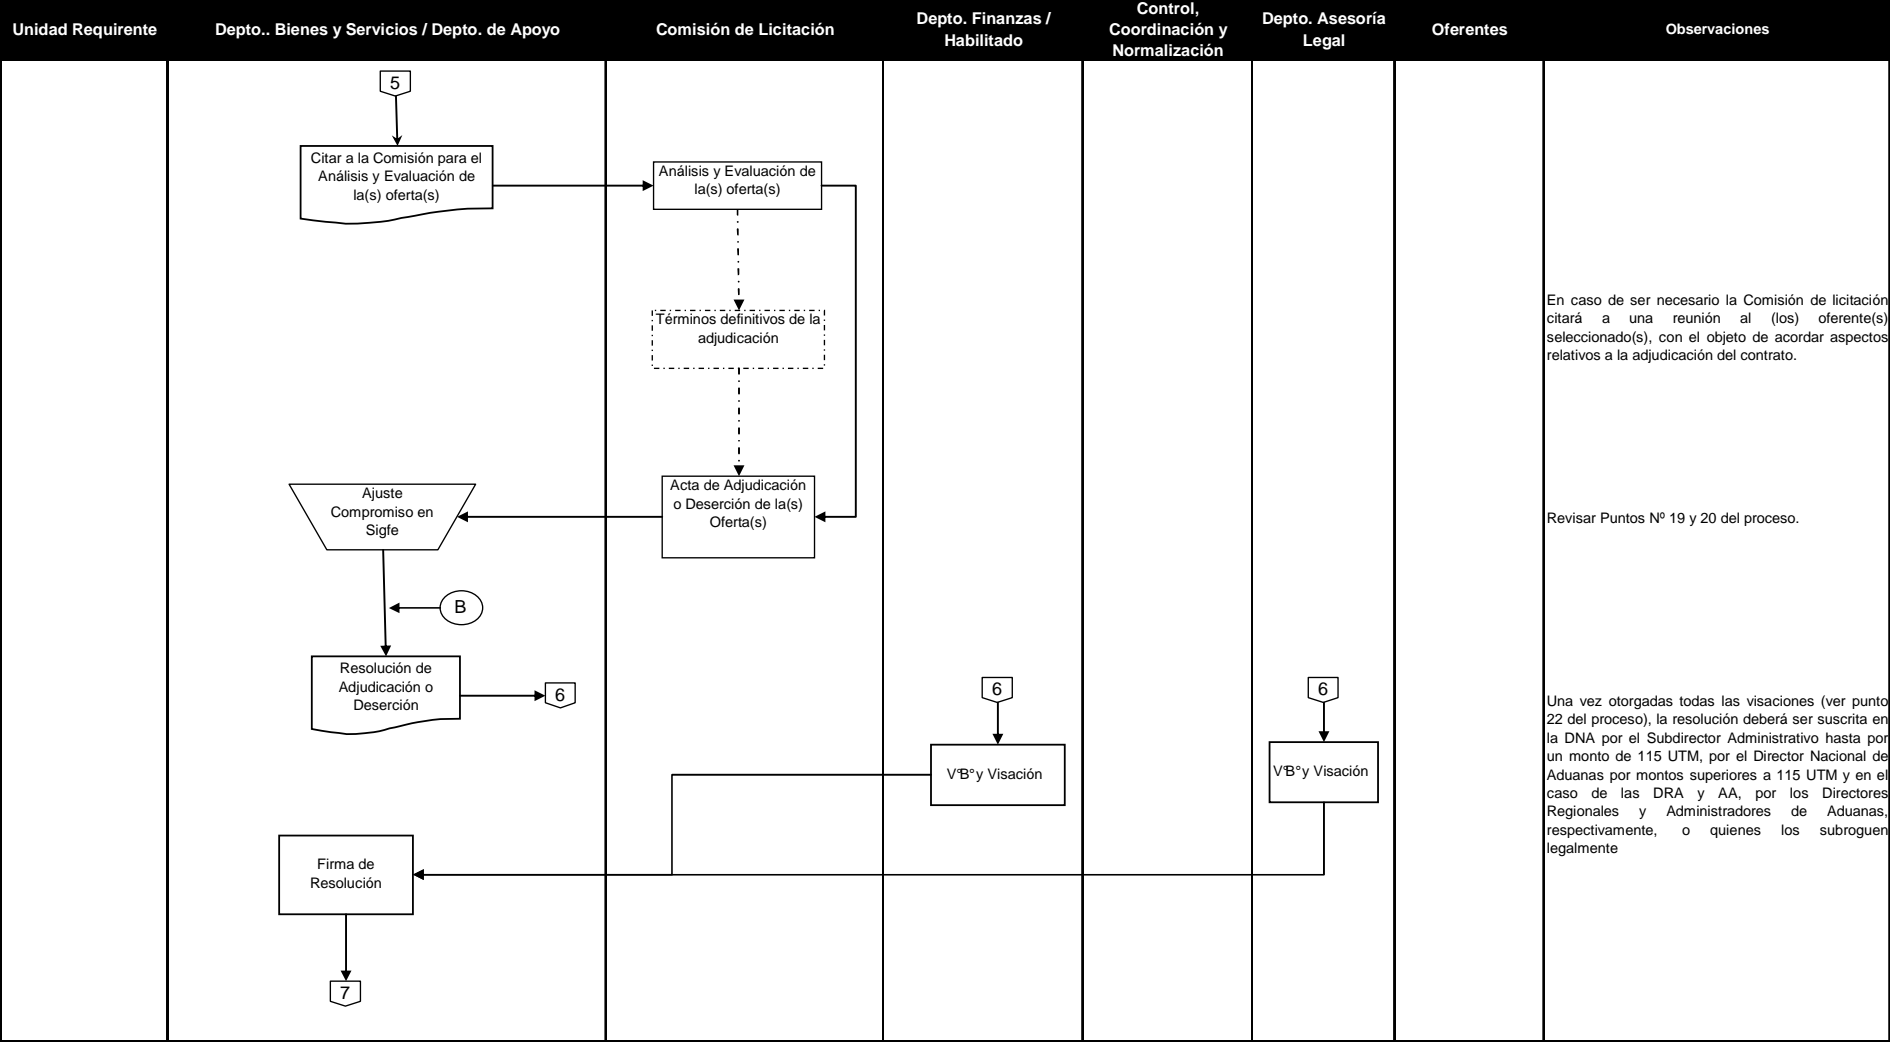 Unidad Requirente
Depto.. Bienes y Servicios / Depto. de Apoyo
Comisión de Licitación
Depto. Finanzas /
Habilitado
Control,
Coordinación y
Normalización
Depto. Asesoría
Legal
Oferentes
Observaciones
5
Citar a la Comisión para el
Análisis y Evaluación de
la(s) oferta(s)
Análisis y Evaluación de
la(s) oferta(s)
Términos definitivos de la
adjudicación
En caso de ser necesario la Comisión de licitación
citará a una reunión al (los) oferente(s)
seleccionado(s), con el objeto de acordar aspectos
relativos a la adjudicación del contrato.
Acta de Adjudicación
o Deserción de la(s)
Oferta(s)
Ajuste
Compromiso en
Sigfe
Revisar Puntos Nº 19 y 20 del proceso.
B
Resolución de
Adjudicación o
Deserción
6
6
6
V°B° y Visación
V°B° y Visación
Una vez otorgadas todas las visaciones (ver punto
22 del proceso), la resolución deberá ser suscrita en
la DNA por el Subdirector Administrativo hasta por
un monto de 115 UTM, por el Director Nacional de
Aduanas por montos superiores a 115 UTM y en el
caso de las DRA y AA, por los Directores
Regionales y Administradores de Aduanas,
respectivamente, o quienes los subroguen
legalmente
Firma de
Resolución
7